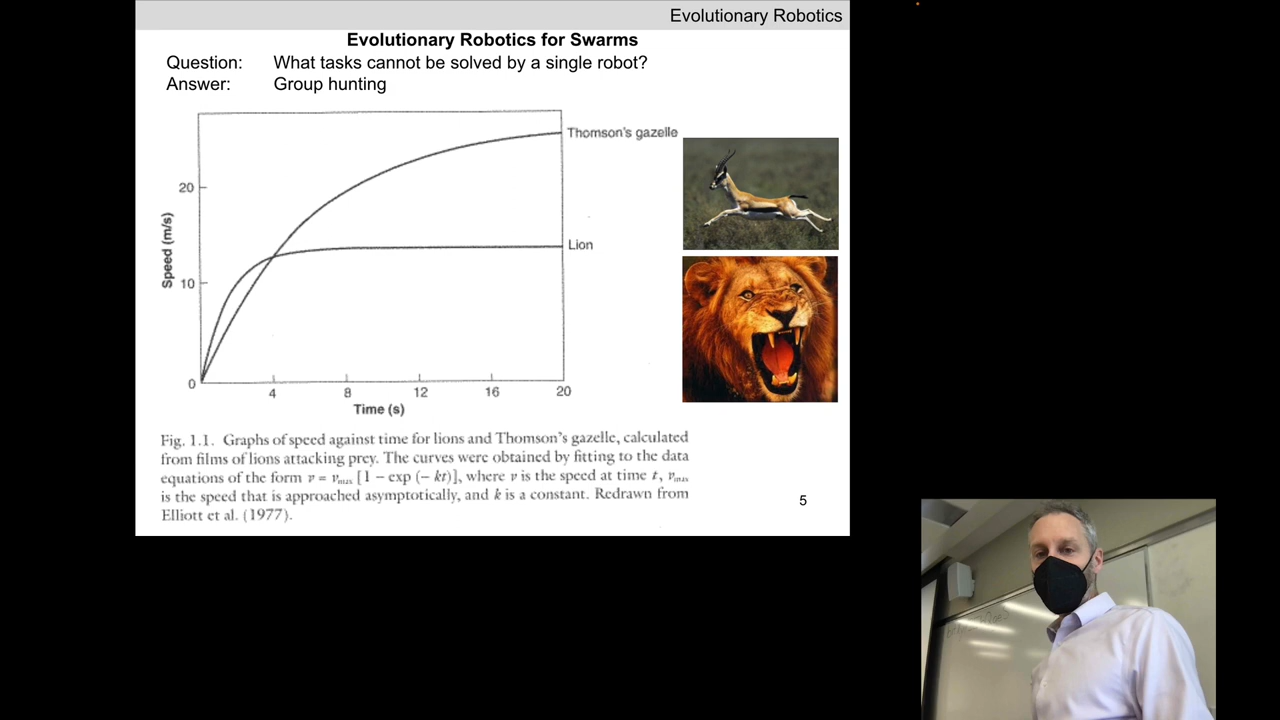 Evolutionary Robotics
Evolutionary Robotics for Swarms
Question: What tasks cannot be solved by a single robot?
Answer: Group hunting
Thomson's gazelle
20
Speed (m/s)
Lion
10
0
4 8 12 16 20
Time (s)
Fig. 1.1. Graphs of speed against time for lions and Thomson's gazelle, calculated
from films of lions attacking prey. The curves were obtained by fitting to the data
equations of the form v = vmax [1 − exp (− kt)], where v is the speed at time t, vmax
is the speed that is approached asymptotically, and k is a constant. Redrawn from
Elliott et al. (1977).
5